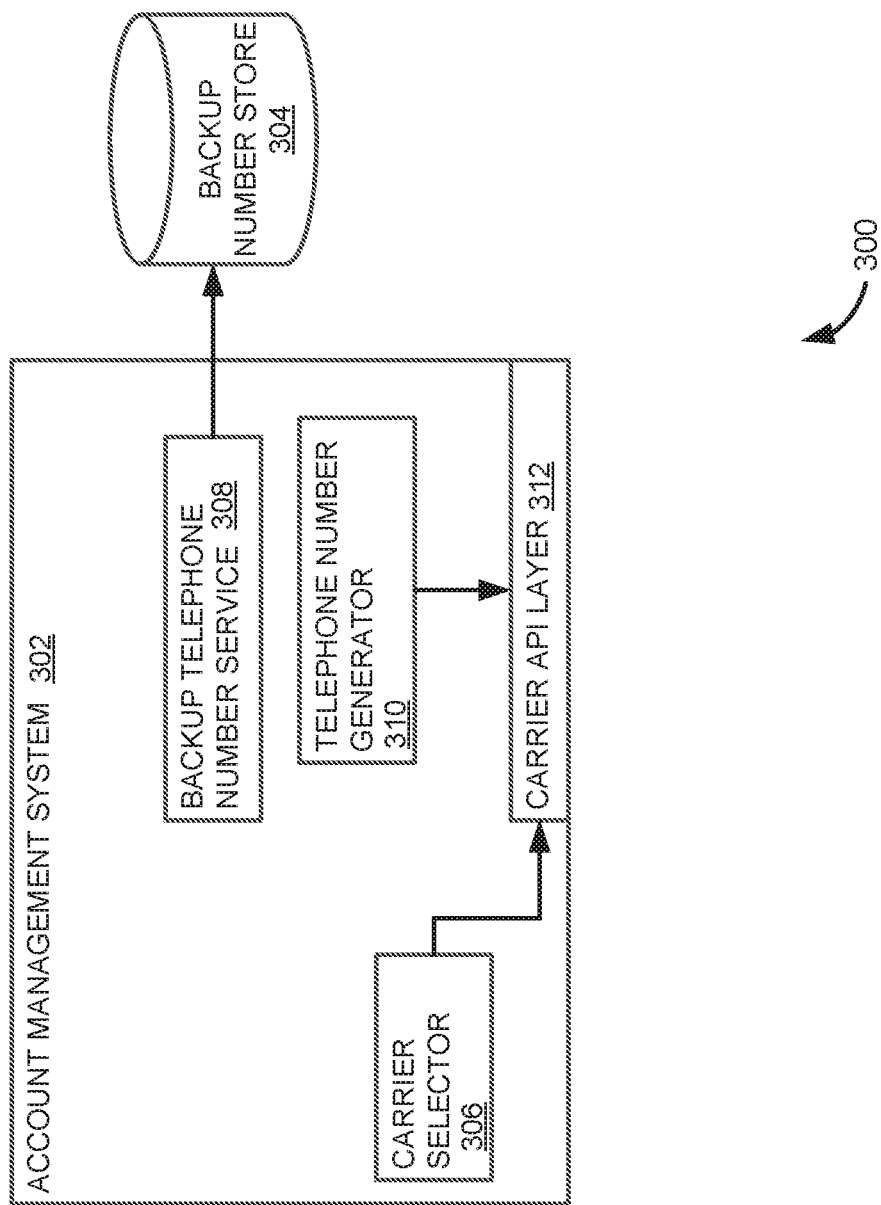 ACCOUNT MANAGEMENT SYSTEM 302
BACKUP TELEPHONE
NUMBER SERVICE 308
BACKUP
NUMBER STORE
304
TELEPHONE NUMBER
GENERATOR
310
CARRIER
SELECTOR
306
CARRIER API LAYER 312
300